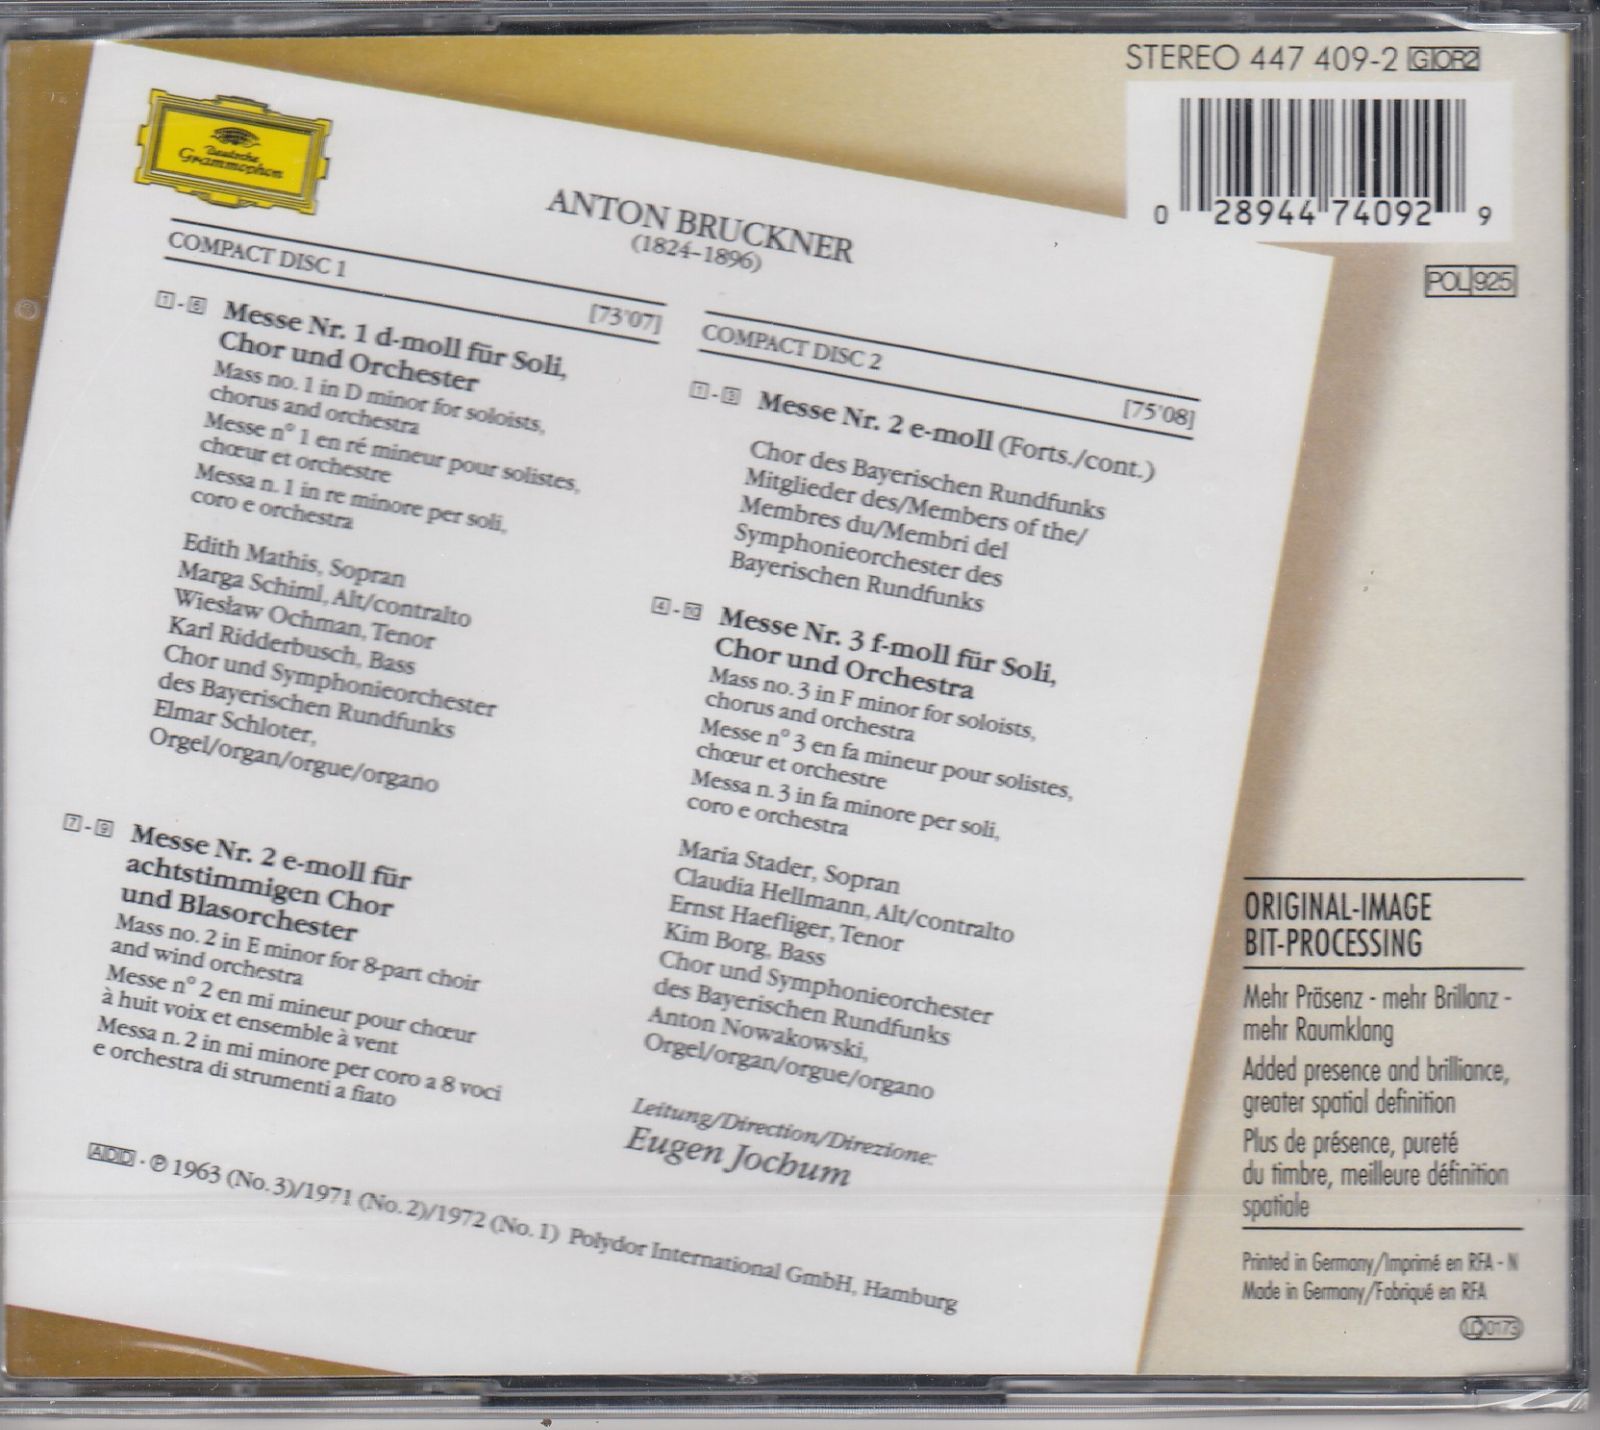 STEREO 447 409-2 GOR2
0 28944 74092 9
POL 925
Deutsche
Grammophon
ANTON BRUCKNER
(1824–1896)
COMPACT DISC 1
[73'07]
1 - 6 Messe Nr. 1 d-moll für Soli,
Chor und Orchester
Mass no. 1 in D minor for soloists,
chorus and orchestra
Messe n° 1 en ré mineur pour solistes,
chœur et orchestre
Messa n. 1 in re minore per soli,
coro e orchestra
Edith Mathis, Sopran
Marga Schiml, Alt/contralto
Wiesław Ochman, Tenor
Karl Ridderbusch, Bass
Chor und Symphonieorchester
des Bayerischen Rundfunks
Elmar Schloter,
Orgel/organ/orgue/organo
7 - 9 Messe Nr. 2 e-moll für
achtstimmigen Chor
und Blasorchester
Mass no. 2 in E minor for 8-part choir
and wind orchestra
Messe n° 2 en mi mineur pour chœur
à huit voix et ensemble à vent
Messa n. 2 in mi minore per coro a 8 voci
e orchestra di strumenti a fiato
COMPACT DISC 2
[75'08]
1 - 3 Messe Nr. 2 e-moll (Forts./cont.)
Chor des Bayerischen Rundfunks
Mitglieder des/Members of the/
Membres du/Membri del
Symphonieorchester des
Bayerischen Rundfunks
4 - 10 Messe Nr. 3 f-moll für Soli,
Chor und Orchestra
Mass no. 3 in F minor for soloists,
chorus and orchestra
Messe n° 3 en fa mineur pour solistes,
chœur et orchestre
Messa n. 3 in fa minore per soli,
coro e orchestra
Maria Stader, Sopran
Claudia Hellmann, Alt/contralto
Ernst Haefliger, Tenor
Kim Borg, Bass
Chor und Symphonieorchester
des Bayerischen Rundfunks
Anton Nowakowski,
Orgel/organ/orgue/organo
Leitung/Direction/Direzione:
Eugen Jochum
ADD · ℗ 1963 (No. 3)/1971 (No. 2)/1972 (No. 1) Polydor International GmbH, Hamburg
ORIGINAL-IMAGE
BIT-PROCESSING
Mehr Präsenz - mehr Brillanz -
mehr Raumklang
Added presence and brilliance,
greater spatial definition
Plus de présence, pureté
du timbre, meilleure définition
spatiale
Printed in Germany/Imprimé en RFA - N
Made in Germany/Fabriqué en RFA
LC 0173